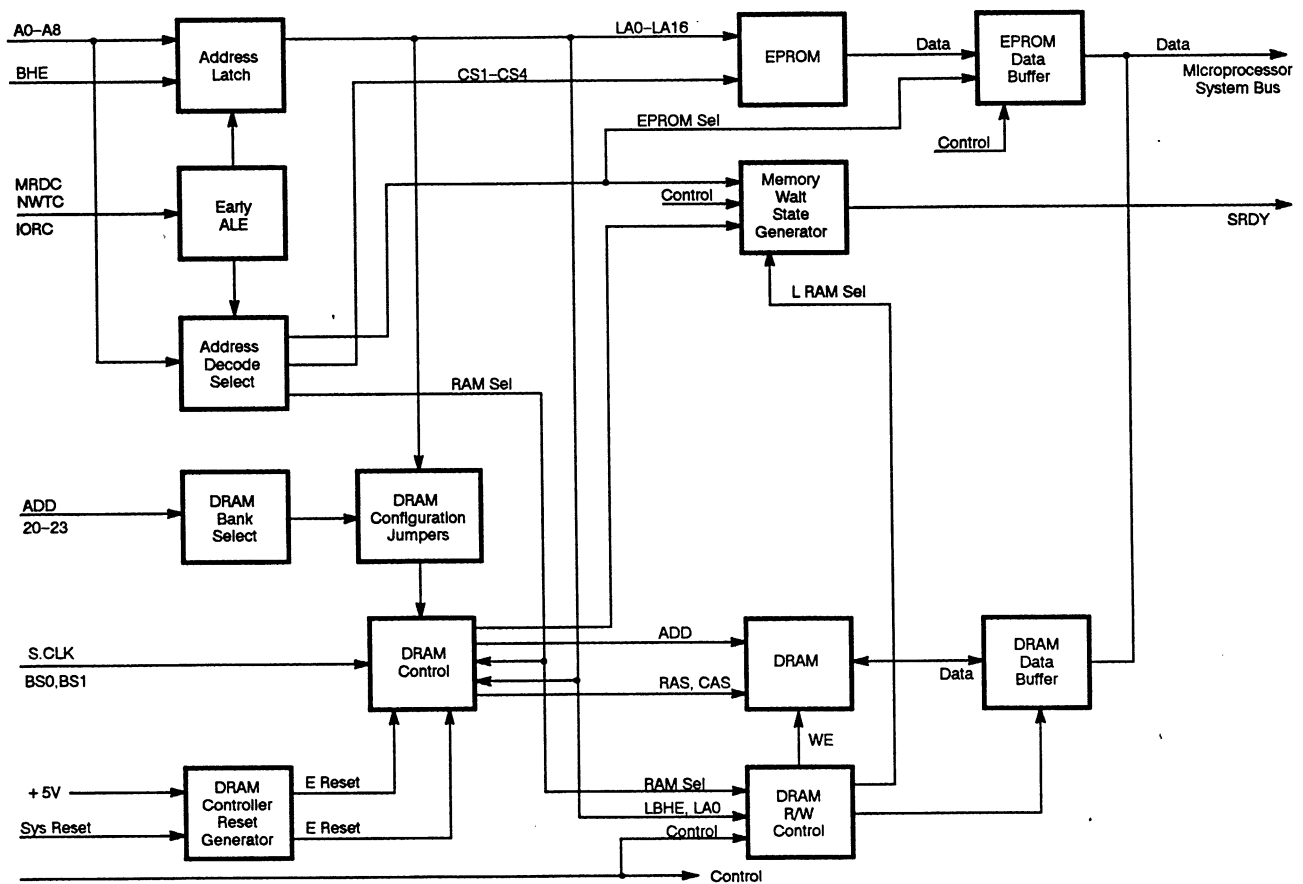 A0–A8
BHE
Address
Latch
LA0–LA16
CS1–CS4
EPROM
Data
EPROM
Data
Buffer
Data
Microprocessor
System Bus
EPROM Sel
Control
MRDC
NWTC
IORC
Early
ALE
Control
Memory
Wait
State
Generator
SRDY
L RAM Sel
Address
Decode
Select
RAM Sel
ADD
20–23
DRAM
Bank
Select
DRAM
Configuration
Jumpers
S.CLK
BS0,BS1
DRAM
Control
ADD
RAS, CAS
DRAM
Data
DRAM
Data
Buffer
WE
+5V
Sys Reset
DRAM
Controller
Reset
Generator
E Reset
E Reset
RAM Sel
LBHE, LA0
Control
DRAM
R/W
Control
Control